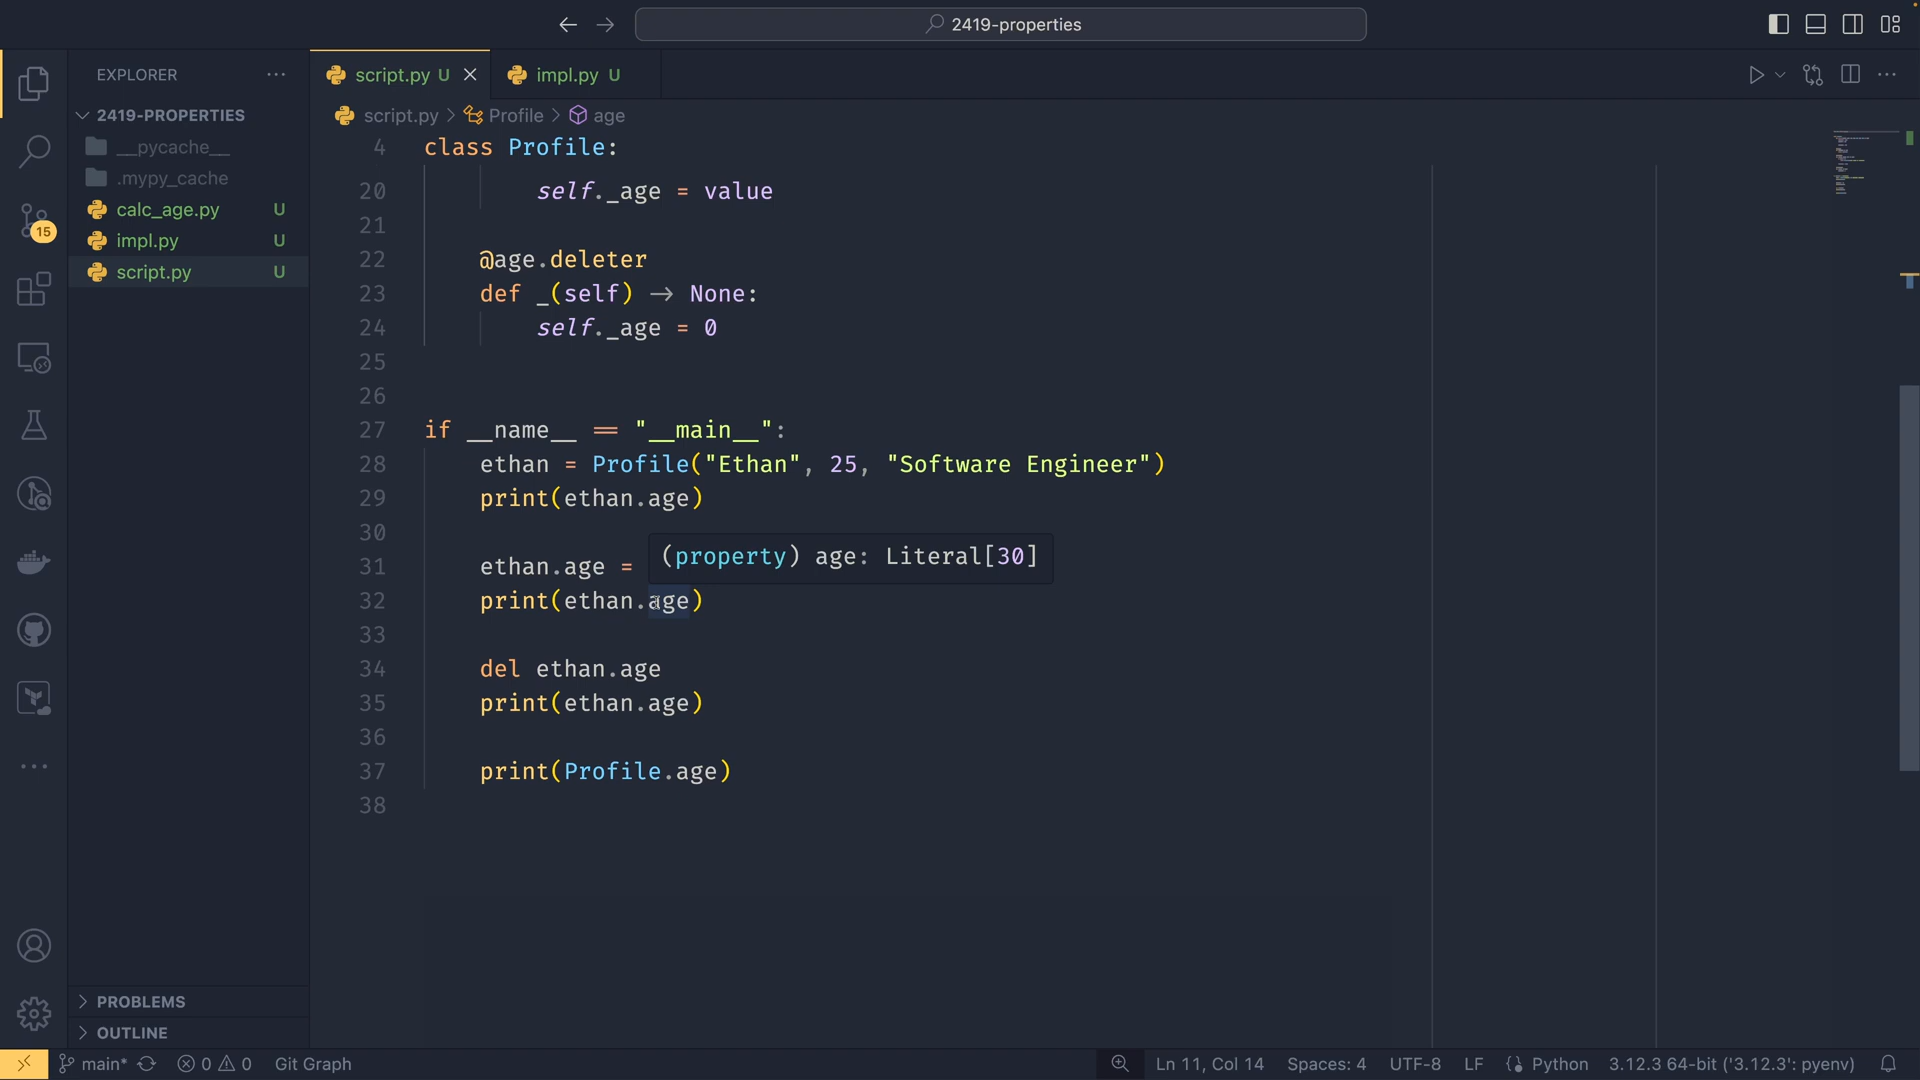 2419-properties
EXPLORER
script.py U
impl.py U
2419-PROPERTIES
script.py > Profile > age
__pycache__
.mypy_cache
calc_age.py U
impl.py U
script.py U
15
4 class Profile:
20 self._age = value
21
22 @age.deleter
23 def _(self) → None:
24 self._age = 0
25
26
27 if __name__ == "__main__":
28 ethan = Profile("Ethan", 25, "Software Engineer")
29 print(ethan.age)
30
(property) age: Literal[30]
31 ethan.age =
32 print(ethan.age)
33
34 del ethan.age
35 print(ethan.age)
36
37 print(Profile.age)
38
PROBLEMS
OUTLINE
main* 0 0 Git Graph Ln 11, Col 14 Spaces: 4 UTF-8 LF Python 3.12.3 64-bit ('3.12.3': pyenv)